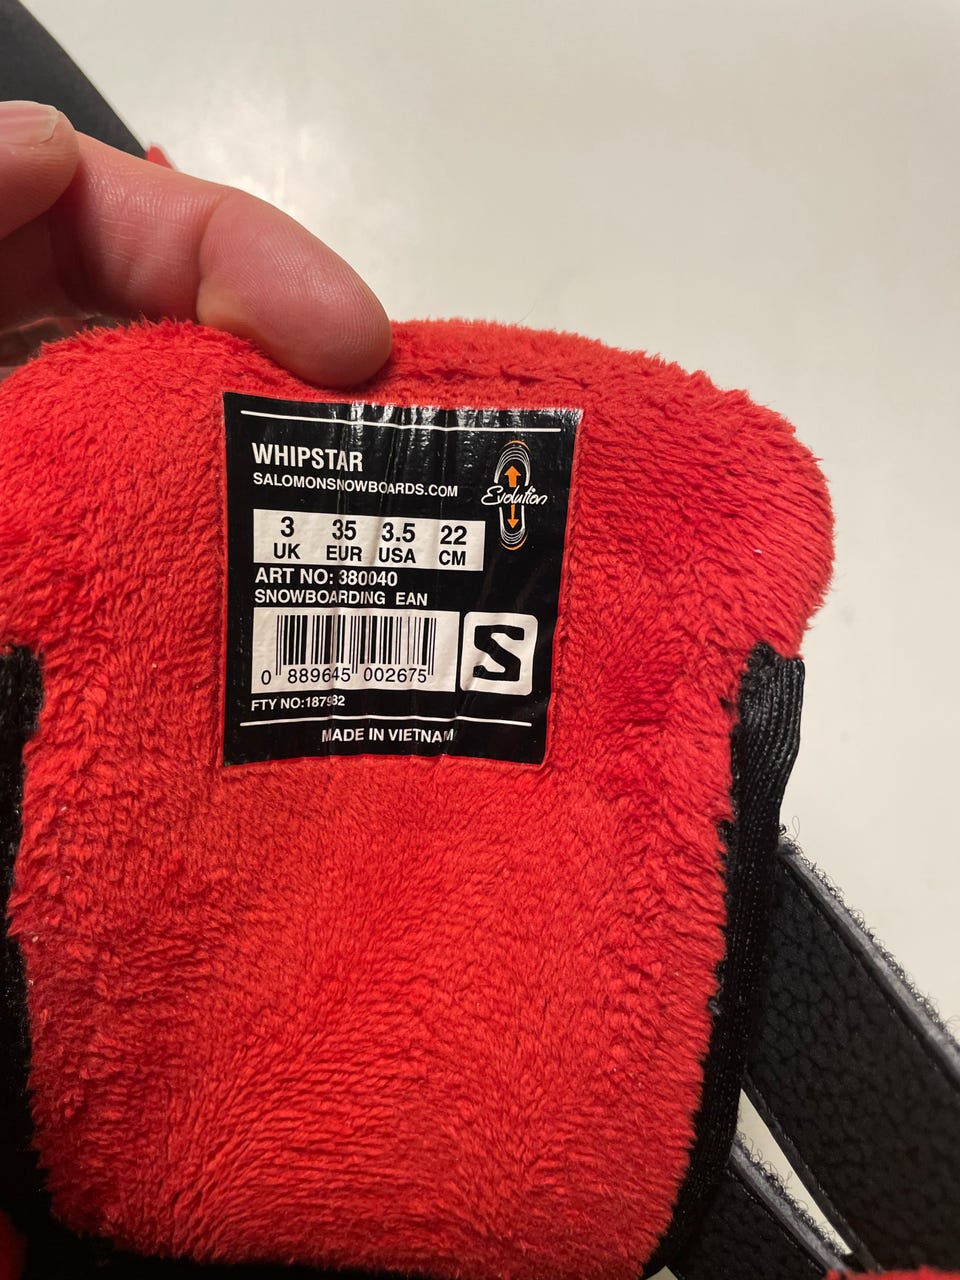 WHIPSTAR
SALOMONSNOWBOARDS.COM
Evolution
3 35 3.5 22
UK EUR USA CM
ART NO: 380040
SNOWBOARDING EAN
0 889645 002675
S
FTY NO:187982
MADE IN VIETNAM